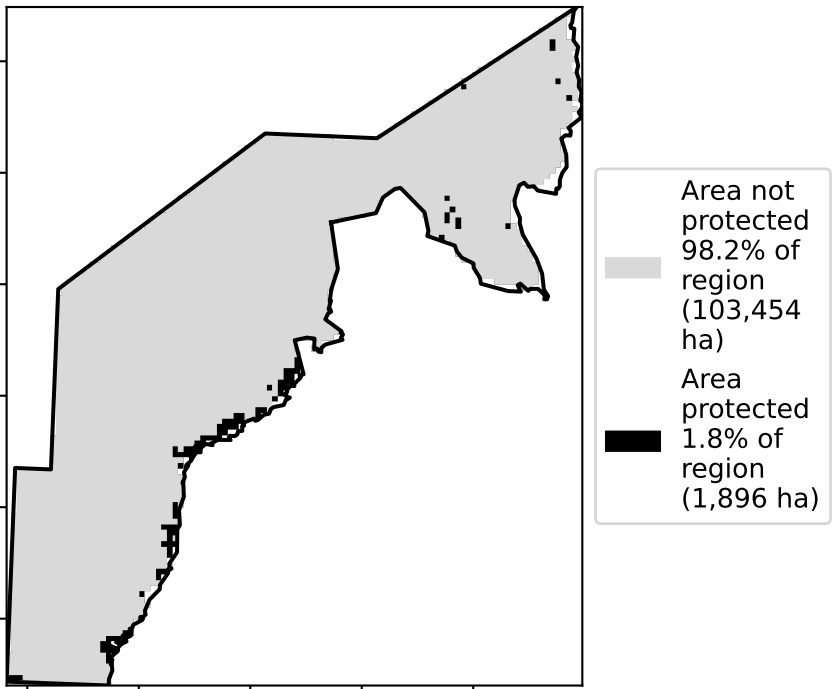 Area not
protected
98.2% of
region
(103,454
ha)
Area
protected
1.8% of
region
(1,896 ha)